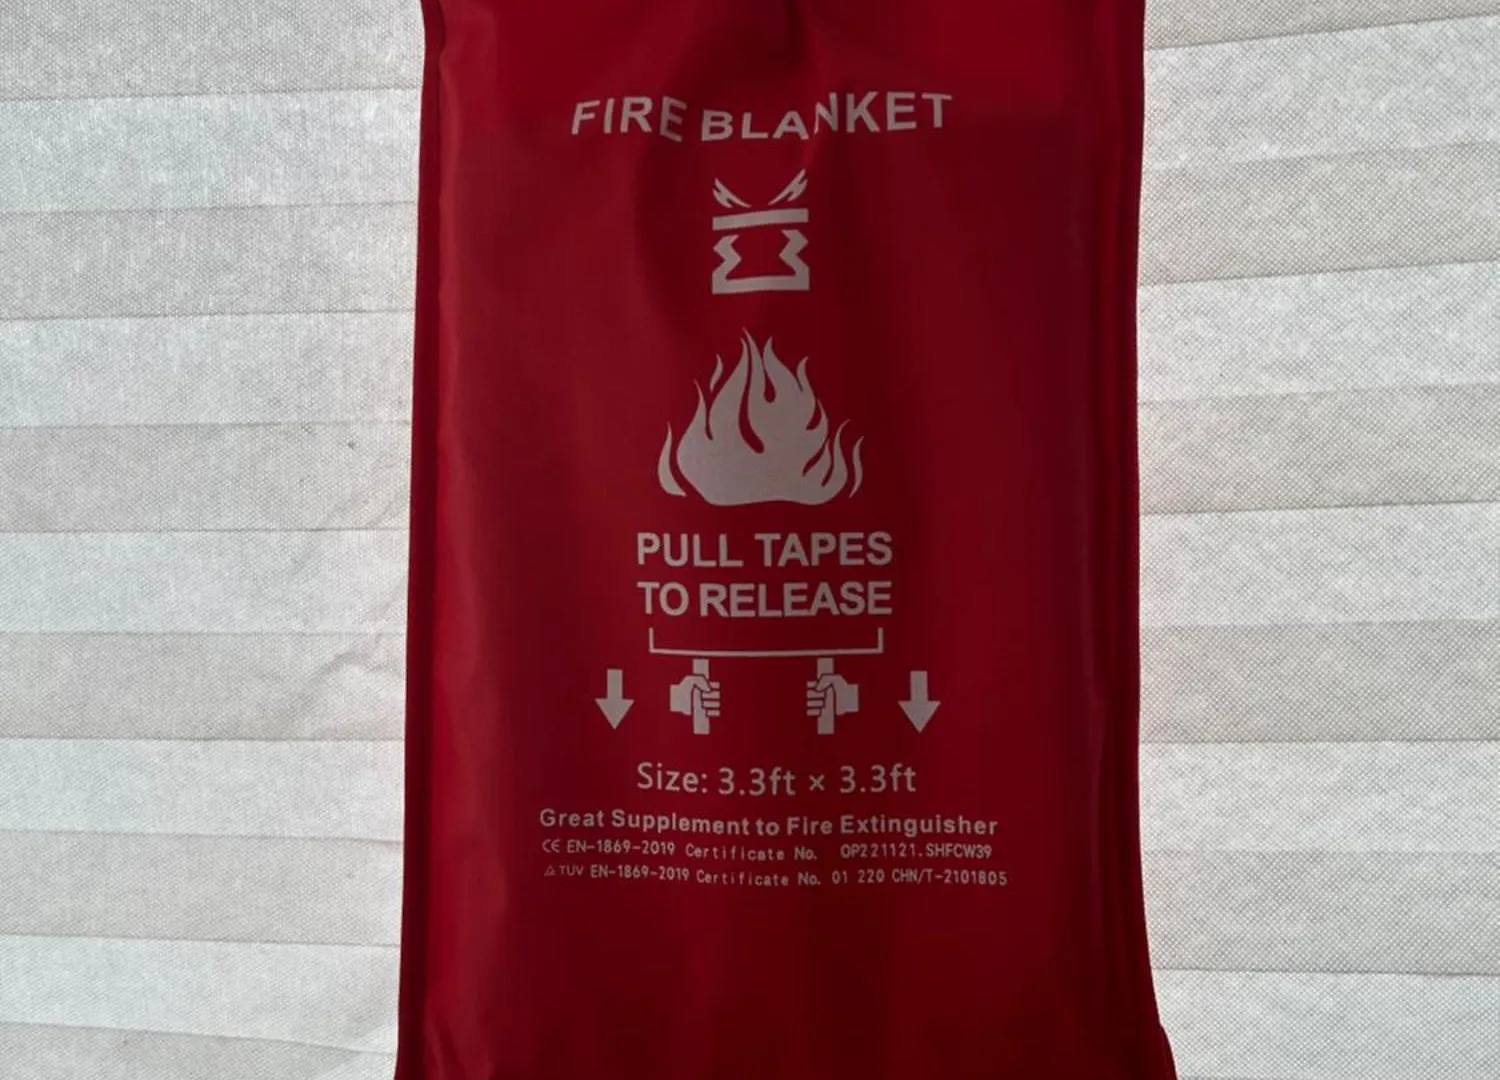 FIRE BLANKET
PULL TAPES
TO RELEASE
Size: 3.3ft × 3.3ft
Great Supplement to Fire Extinguisher
CE EN-1869-2019 Certificate No. OP221121.SHFCW39
TUV EN-1869-2019 Certificate No. 01 220 CHN/T-2101805